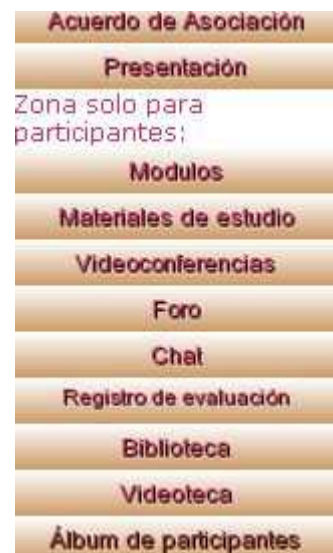 Acuerdo de Asociación
Presentación
Zona solo para
participantes:
Modulos
Materiales de estudio
Videoconferencias
Foro
Chat
Registro de evaluación
Biblioteca
Videoteca
Álbum de participantes